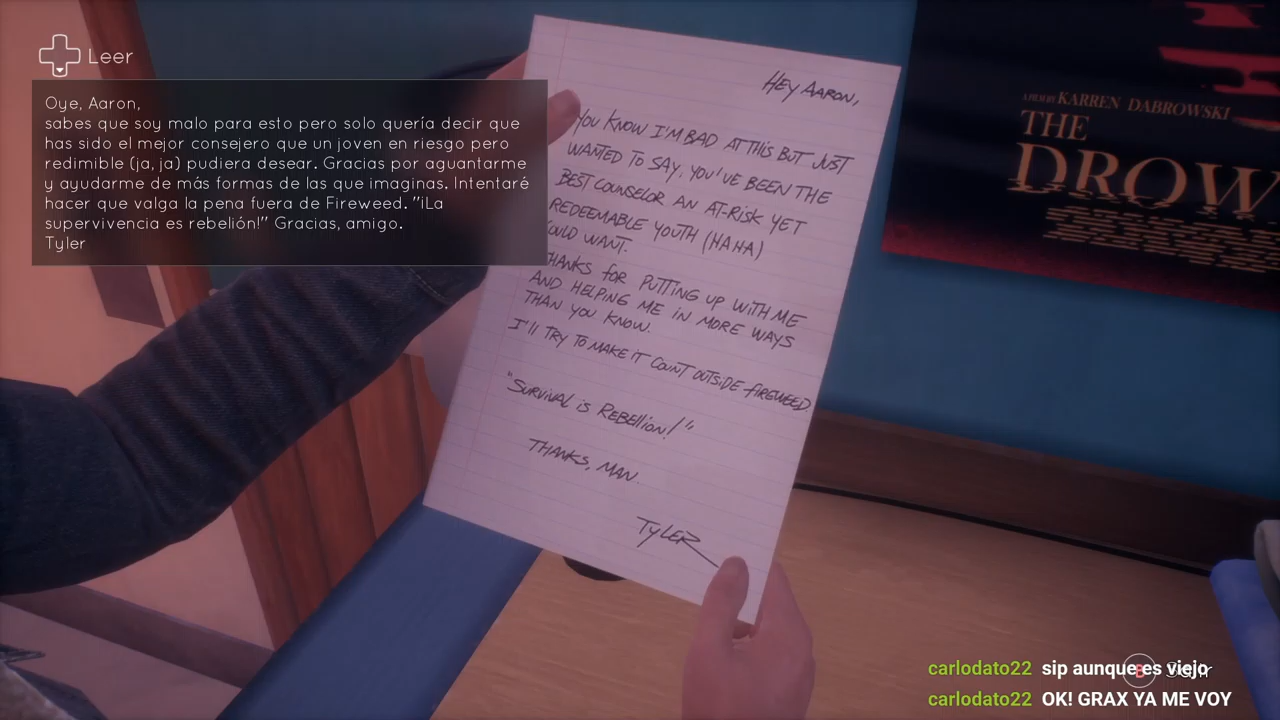 Leer
Oye, Aaron,
sabes que soy malo para esto pero solo quería decir que
has sido el mejor consejero que un joven en riesgo pero
redimible (ja, ja) pudiera desear. Gracias por aguantarme
y ayudarme de más formas de las que imaginas. Intentaré
hacer que valga la pena fuera de Fireweed. "¡La
supervivencia es rebelión!" Gracias, amigo.
Tyler
HEY AARON,
YOU KNOW I'M BAD AT THIS BUT JUST
WANTED TO SAY, YOU'VE BEEN THE
BEST COUNSELOR AN AT-RISK YET
REDEEMABLE YOUTH (HAHA)
COULD WANT.
THANKS FOR PUTTING UP WITH ME
AND HELPING ME IN MORE WAYS
THAN YOU KNOW.
I'LL TRY TO MAKE IT COUNT OUTSIDE FIREWEED.
"SURVIVAL IS REBELLION!"
THANKS, MAN.
TYLER
A FILM BY KARREN DABROWSKI
THE
DROW
carlodato22 sip aunque es viejo
carlodato22 OK! GRAX YA ME VOY
B